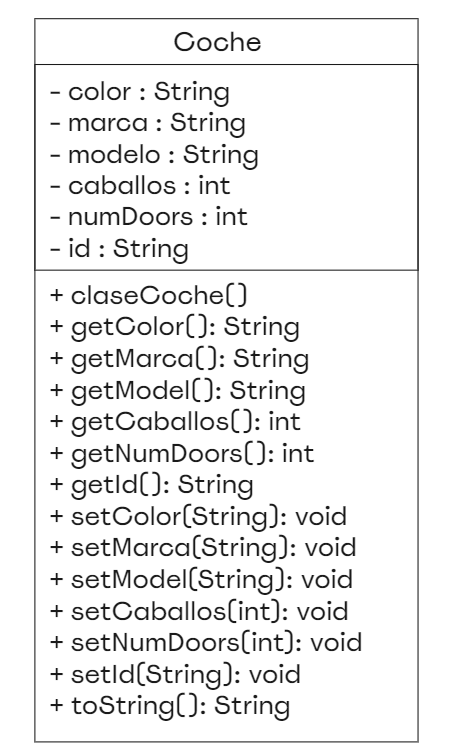 Coche
- color : String
- marca : String
- modelo : String
- caballos : int
- numDoors : int
- id : String
+ claseCoche()
+ getColor(): String
+ getMarca(): String
+ getModel(): String
+ getCaballos(): int
+ getNumDoors(): int
+ getId(): String
+ setColor(String): void
+ setMarca(String): void
+ setModel(String): void
+ setCaballos(int): void
+ setNumDoors(int): void
+ setId(String): void
+ toString(): String